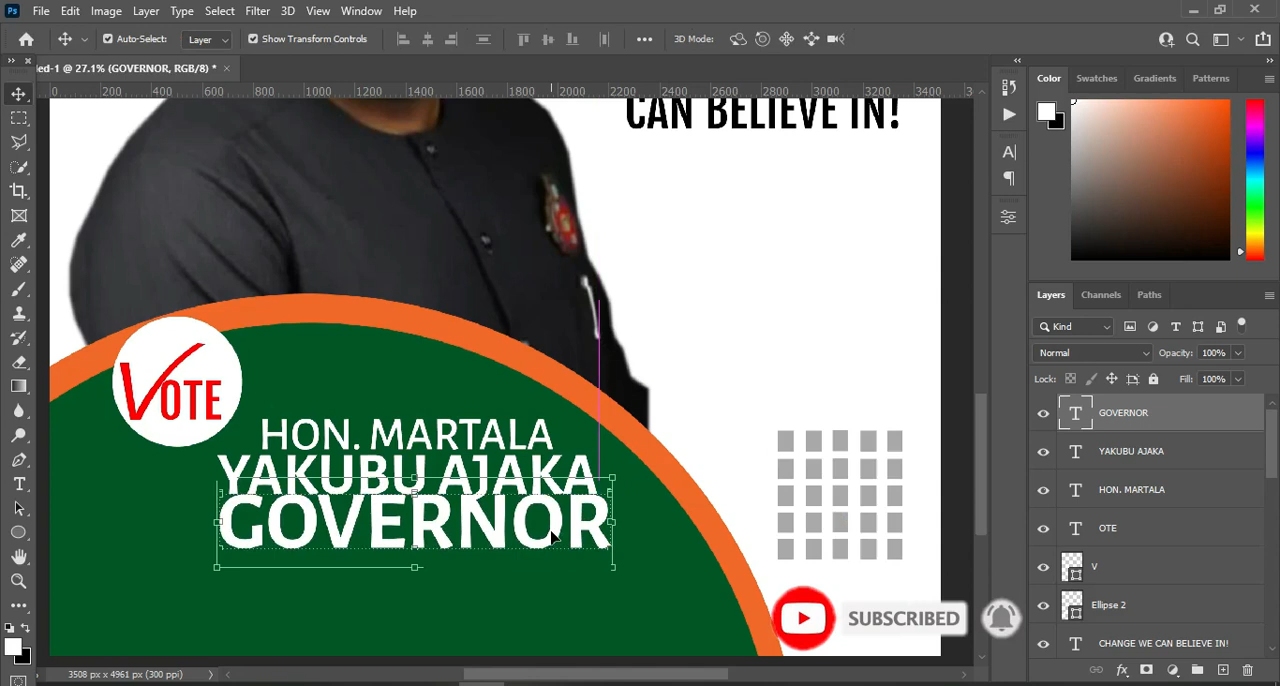 Ps File Edit Image Layer Type Select Filter 3D View Window Help
Auto-Select: Layer Show Transform Controls 3D Mode:
led-1 @ 27.1% (GOVERNOR, RGB/8) *
0 200 400 600 800 1000 1200 1400 1600 1800 2000 2200 2400 2600 2800 3000 3200 3400 3
CAN BELIEVE IN!
VOTE
HON. MARTALA
YAKUBU AJAKA
GOVERNOR
SUBSCRIBED
3508 px x 4961 px (300 ppi)
Color Swatches Gradients Patterns
Layers Channels Paths
Kind
Normal Opacity: 100%
Lock: Fill: 100%
GOVERNOR
YAKUBU AJAKA
HON. MARTALA
OTE
V
Ellipse 2
CHANGE WE CAN BELIEVE IN!